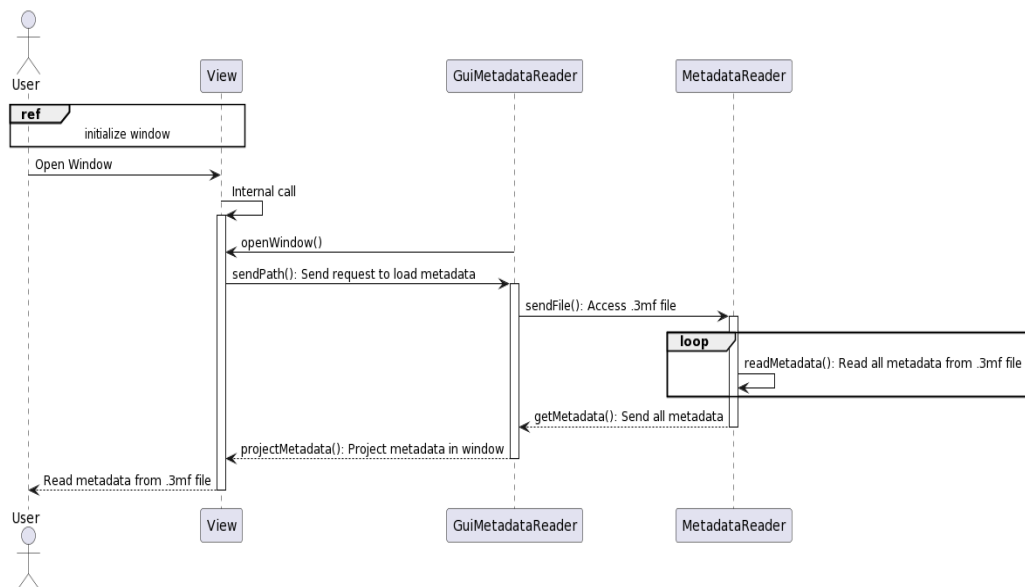 User
View
GuiMetadataReader
MetadataReader
ref
initialize window
Open Window
Internal call
openWindow()
sendPath(): Send request to load metadata
sendFile(): Access .3mf file
loop
readMetadata(): Read all metadata from .3mf file
getMetadata(): Send all metadata
projectMetadata(): Project metadata in window
Read metadata from .3mf file
User
View
GuiMetadataReader
MetadataReader